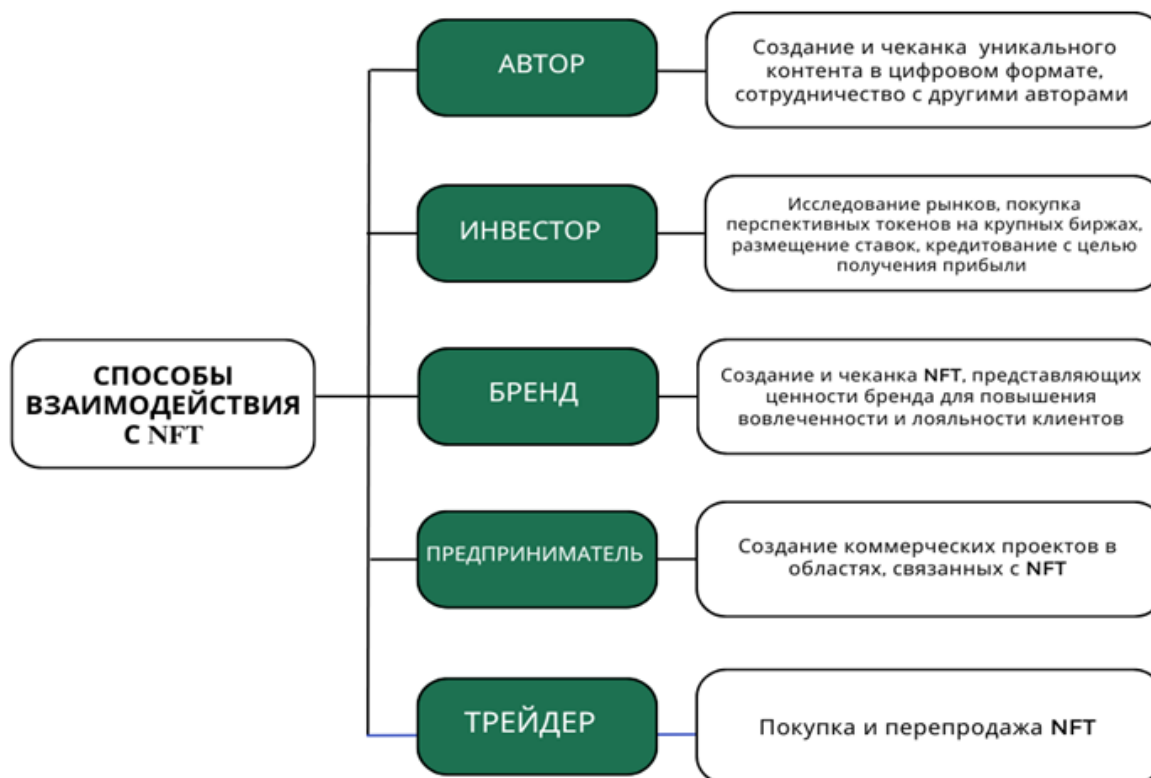 АВТОР
Создание и чеканка уникального
контента в цифровом формате,
сотрудничество с другими авторами
ИНВЕСТОР
Исследование рынков, покупка
перспективных токенов на крупных биржах,
размещение ставок, кредитование с целью
получения прибыли
СПОСОБЫ
ВЗАИМОДЕЙСТВИЯ
С NFT
БРЕНД
Создание и чеканка NFT, представляющих
ценности бренда для повышения
вовлеченности и лояльности клиентов
ПРЕДПРИНИМАТЕЛЬ
Создание коммерческих проектов в
областях, связанных с NFT
ТРЕЙДЕР
Покупка и перепродажа NFT